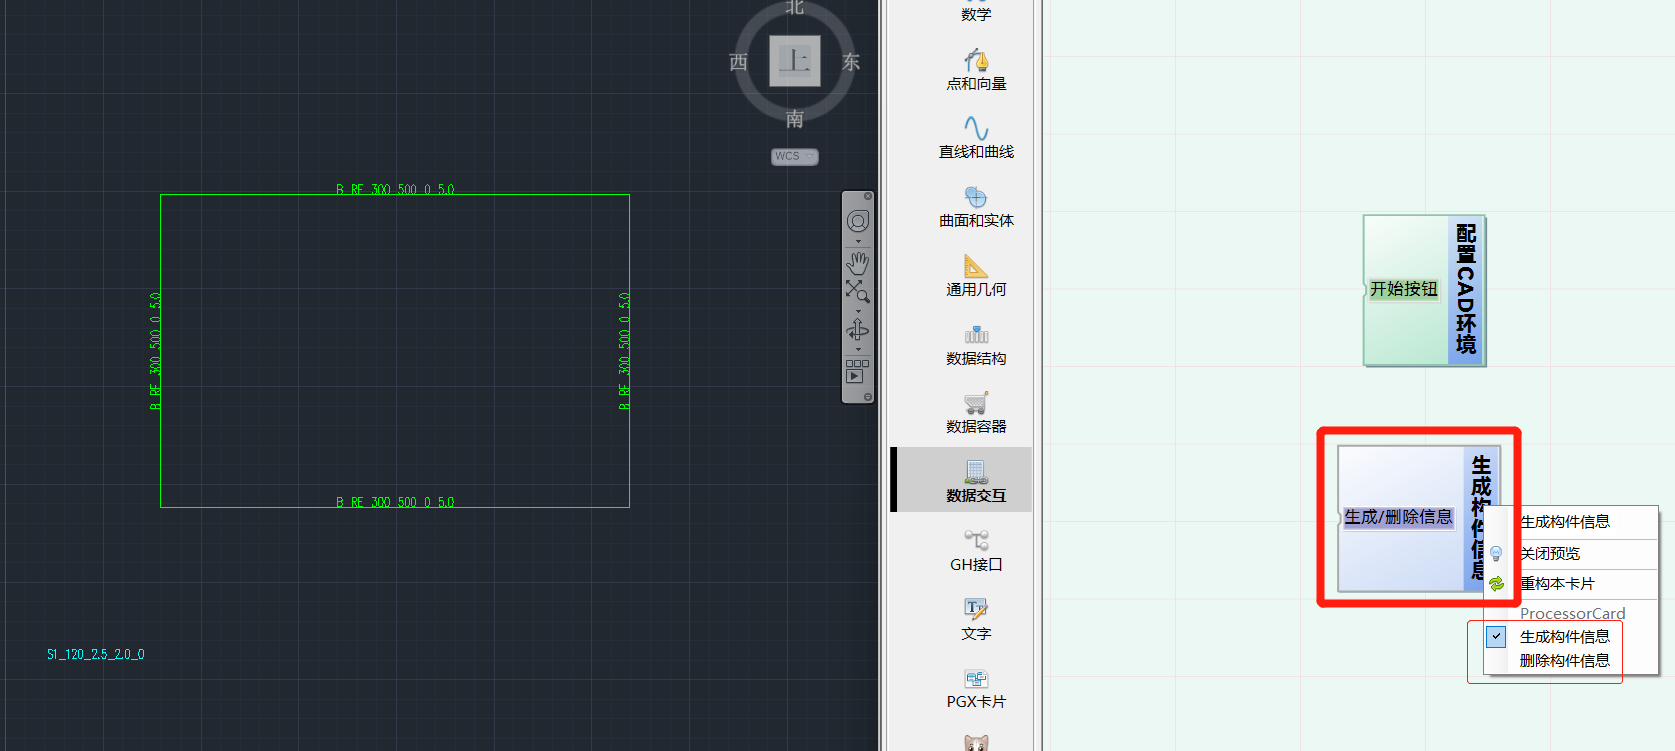 北
西
上
东
南
WCS
B_RE_300_500_0_5.0
B_RE_300_500_0_5.0
B_RE_300_500_0_5.0
B_RE_300_500_0_5.0
S1_120_2.5_2.0_0
数学
点和向量
直线和曲线
曲面和实体
通用几何
数据结构
数据容器
数据交互
GH接口
文字
PGX卡片
开始按钮
配置CAD环境
生成/删除信息
生成构件信息
生成构件信息
关闭预览
重构本卡片
ProcessorCard
生成构件信息
删除构件信息